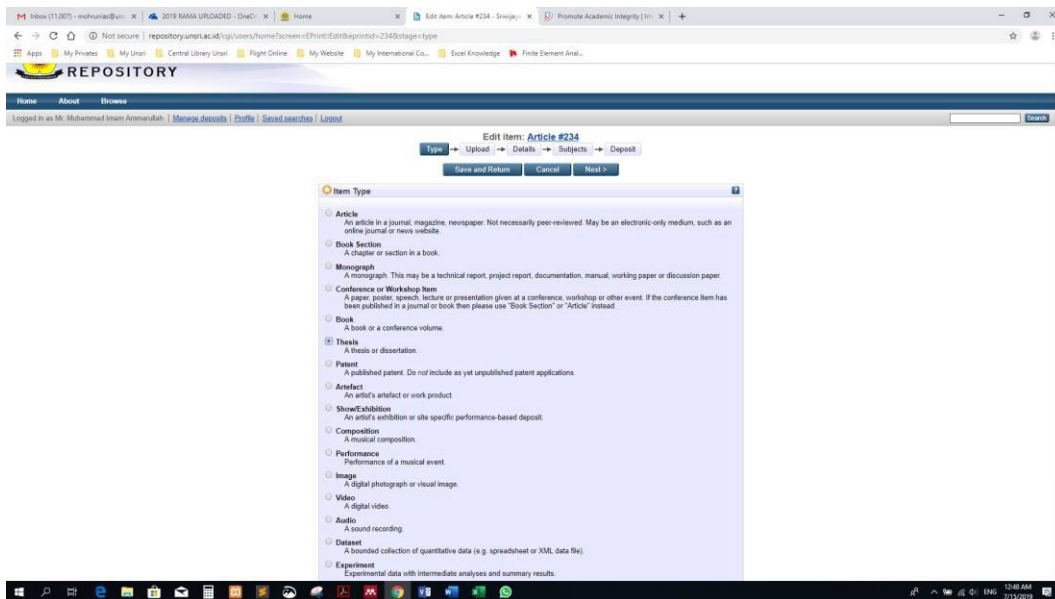 Inbox (11,007) - mohrunias@un
2019 RAMA UPLOADED - OneD
Home
Edit item: Article #234 - Sriwijaya
Promote Academic Integrity | Im
Not secure | repository.unsri.ac.id/cgi/users/home?screen=EPrint::Edit&eprintid=234&stage=type
Apps My Privates My Unsri Central Library Unsri Flight Online My Website My International Co... Excel Knowledge Finite Element Anal...
REPOSITORY
Home About Browse
Logged in as Mr. Muhammad Imam Ammarullah | Manage deposits | Profile | Saved searches | Logout
Search
Edit item: Article #234
Type → Upload → Details → Subjects → Deposit
Save and Return Cancel Next >
Item Type
Article
An article in a journal, magazine, newspaper. Not necessarily peer-reviewed. May be an electronic-only medium, such as an
online journal or news website.
Book Section
A chapter or section in a book.
Monograph
A monograph. This may be a technical report, project report, documentation, manual, working paper or discussion paper.
Conference or Workshop Item
A paper, poster, speech, lecture or presentation given at a conference, workshop or other event. If the conference item has
been published in a journal or book then please use "Book Section" or "Article" instead.
Book
A book or a conference volume.
Thesis
A thesis or dissertation.
Patent
A published patent. Do not include as yet unpublished patent applications.
Artefact
An artist's artefact or work product.
Show/Exhibition
An artist's exhibition or site specific performance-based deposit.
Composition
A musical composition.
Performance
Performance of a musical event.
Image
A digital photograph or visual image.
Video
A digital video.
Audio
A sound recording.
Dataset
A bounded collection of quantitative data (e.g. spreadsheet or XML data file).
Experiment
Experimental data with intermediate analyses and summary results.
ENG
12:48 AM
7/15/2019